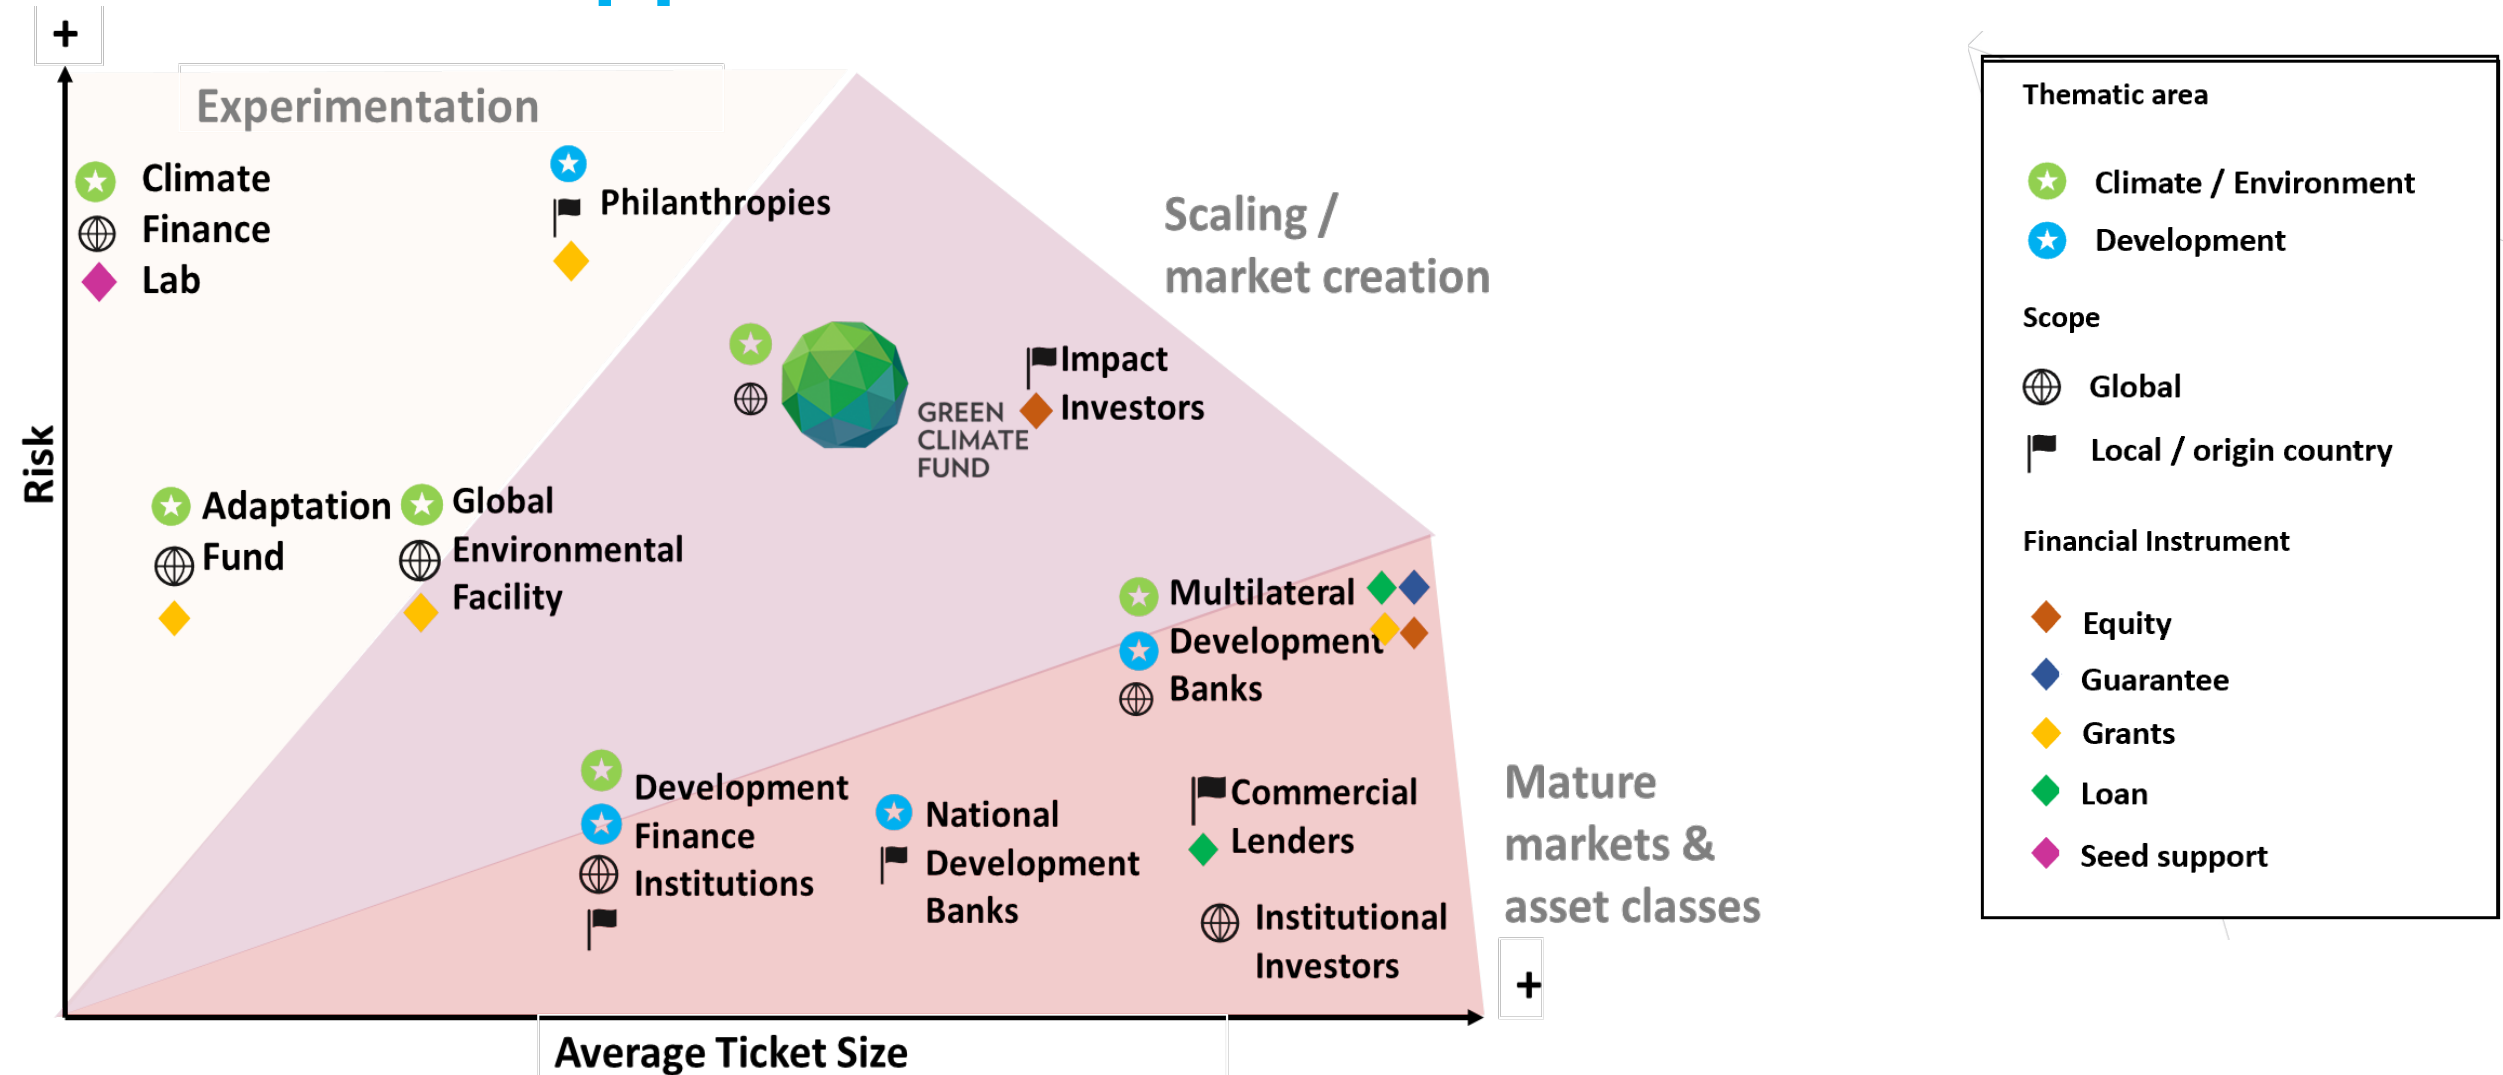 +
Experimentation
Climate
Finance
Lab
Philanthropies
Scaling /
market creation
GREEN
CLIMATE
FUND
Impact
Investors
Risk
Adaptation
Fund
Global
Environmental
Facility
Multilateral
Development
Banks
Development
Finance
Institutions
National
Development
Banks
Commercial
Lenders
Institutional
Investors
Mature
markets &
asset classes
+
Average Ticket Size
Thematic area
Climate / Environment
Development
Scope
Global
Local / origin country
Financial Instrument
Equity
Guarantee
Grants
Loan
Seed support